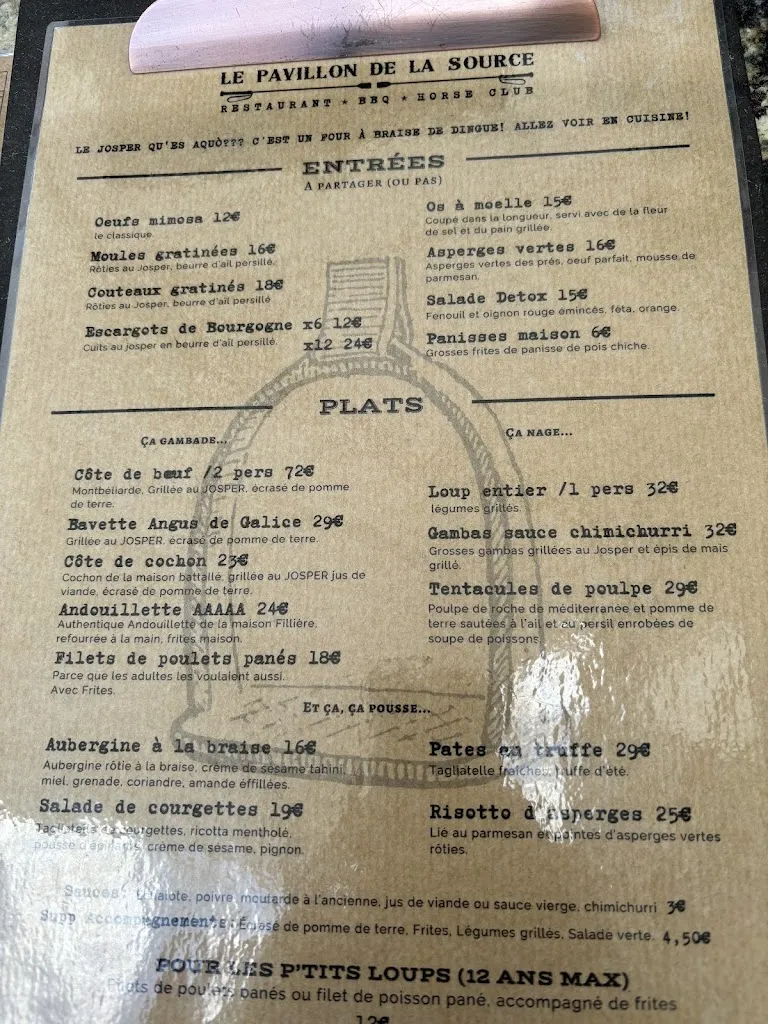 LE PAVILLON DE LA SOURCE
RESTAURANT ★ BBQ ★ HORSE CLUB
LE JOSPER QU'ES AQUÒ??? C'EST UN FOUR À BRAISE DE DINGUE! ALLEZ VOIR EN CUISINE!
ENTRÉES
A PARTAGER (OU PAS)
Oeufs mimosa 12€
le classique.
Moules gratinées 16€
Rôties au Josper, beurre d'ail persillé.
Couteaux gratinés 18€
Rôties au Josper, beurre d'ail persillé
Escargots de Bourgogne x6 12€
Cuits au josper en beurre d'ail persillé. x12 24€
Os à moelle 15€
Coupé dans la longueur, servi avec de la fleur
de sel et du pain grillée.
Asperges vertes 16€
Asperges vertes des prés, oeuf parfait, mousse de
parmesan.
Salade Detox 15€
Fenouil et oignon rouge émincés, féta, orange.
Panisses maison 6€
Grosses frites de panisse de pois chiche.
PLATS
ÇA GAMBADE...
Côte de bœuf /2 pers 72€
Montbéliarde, Grillée au JOSPER, écrasé de pomme
de terre.
Bavette Angus de Galice 29€
Grillée au JOSPER, écrasé de pomme de terre.
Côte de cochon 23€
Cochon de la maison battallé, grillée au JOSPER jus de
viande, écrasé de pomme de terre.
Andouillette AAAAA 24€
Authentique Andouillette de la maison Fillière,
refourrée à la main, frites maison.
Filets de poulets panés 18€
Parce que les adultes les voulaient aussi.
Avec Frites.
ÇA NAGE...
Loup entier /1 pers 32€
légumes grillés.
Gambas sauce chimichurri 32€
Grosses gambas grillées au Josper et épis de maïs
grillé.
Tentacules de poulpe 29€
Poulpe de roche de méditerranée et pomme de
terre sautées à l'ail et au persil enrobées de
soupe de poissons.
ET ÇA, ÇA POUSSE...
Aubergine à la braise 16€
Aubergine rôtie à la braise, crème de sésame tahini,
miel, grenade, coriandre, amande éffillées.
Salade de courgettes 19€
Tagliatelle de courgettes, ricotta mentholé,
pousse d'épinards, crème de sésame, pignon.
Pates en truffe 29€
Tagliatelle fraîches, truffe d'été.
Risotto d'asperges 25€
Lié au parmesan et pointes d'asperges vertes
rôties.
Sauces: échalote, poivre, moutarde à l'ancienne, jus de viande ou sauce vierge, chimichurri 3€
Supp Accompagnements: Écrasé de pomme de terre, Frites, Légumes grillés, Salade verte. 4,50€
POUR LES P'TITS LOUPS (12 ANS MAX)
Filets de poulets panés ou filet de poisson pané, accompagné de frites
12€